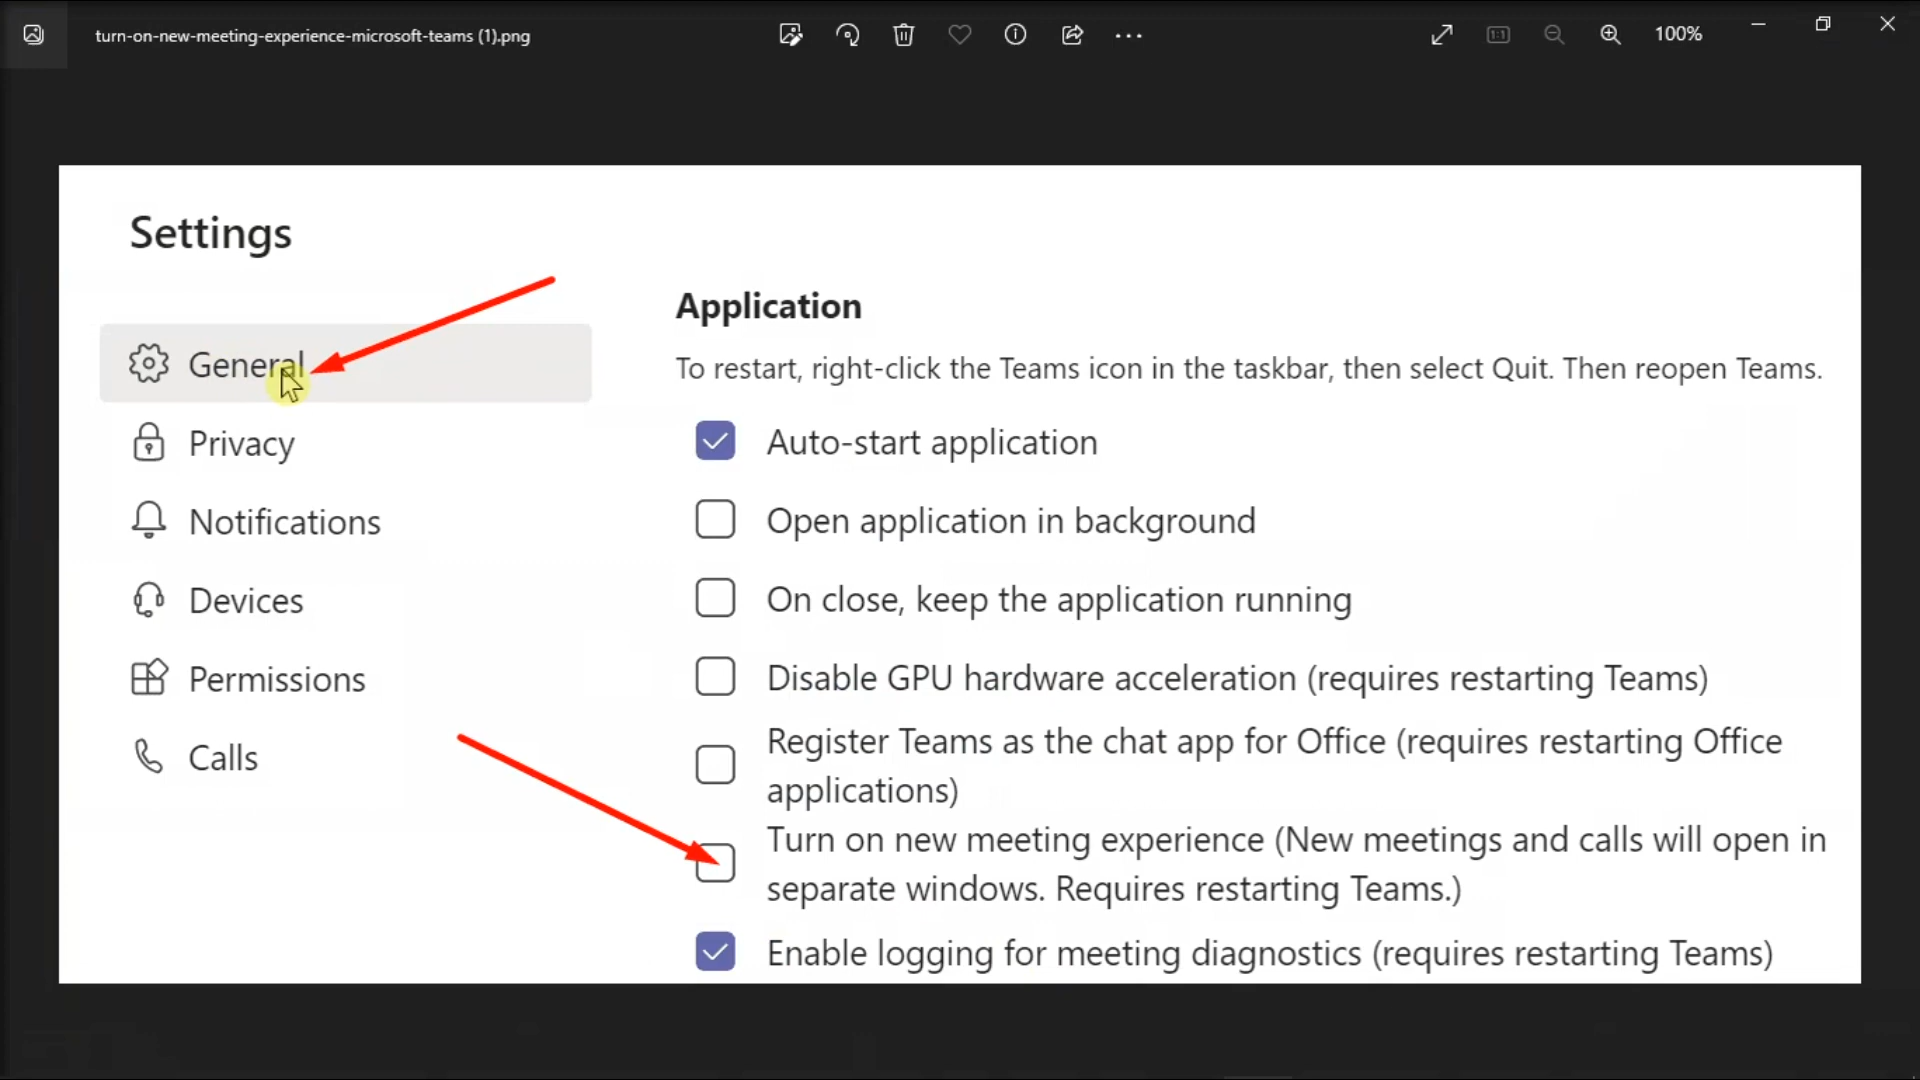 turn-on-new-meeting-experience-microsoft-teams (1).png
1:1
100%
Settings
General
Privacy
Notifications
Devices
Permissions
Calls
Application
To restart, right-click the Teams icon in the taskbar, then select Quit. Then reopen Teams.
Auto-start application
Open application in background
On close, keep the application running
Disable GPU hardware acceleration (requires restarting Teams)
Register Teams as the chat app for Office (requires restarting Office
applications)
Turn on new meeting experience (New meetings and calls will open in
separate windows. Requires restarting Teams.)
Enable logging for meeting diagnostics (requires restarting Teams)